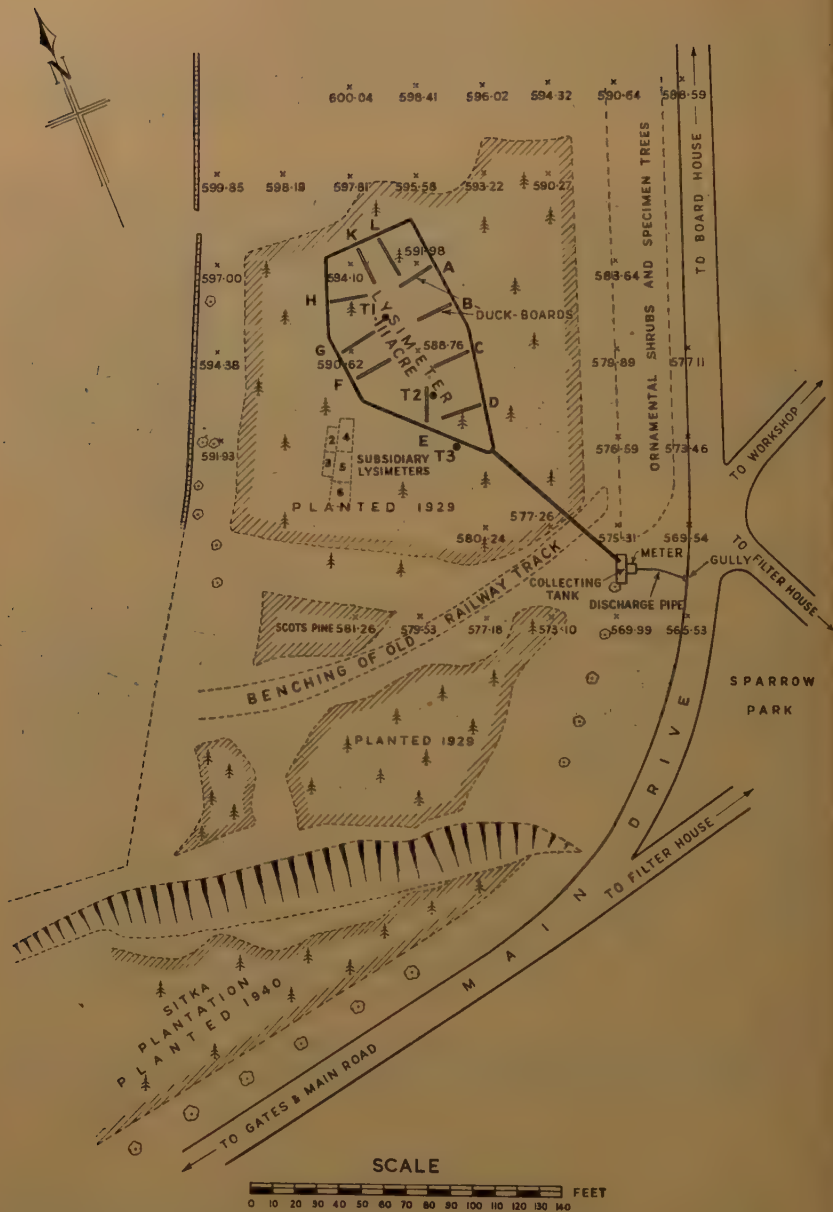 N
600·04 598·41 596·02 594·32 590·64 588·59
599·85 598·19 597·81 595·58 593·22 590·27
TO BOARD HOUSE
ORNAMENTAL SHRUBS AND SPECIMEN TREES
K L
591·98
A
597·00
594·10
588·64
H
T1
B
DUCK-BOARDS
LYSIMETER
·111 ACRE
G
588·76
C
594·38
590·62
579·89
577·11
F
T2
D
TO WORKSHOP
591·93
2 4
3 5
6
SUBSIDIARY
LYSIMETERS
E
T3
576·59
573·46
PLANTED 1929
577·26
580·24
575·31
569·54
TO FILTER HOUSE
METER
GULLY
COLLECTING
TANK
DISCHARGE PIPE
SCOTS PINE 581·26 579·53 577·18 573·10 569·99 565·53
BENCHING OF OLD RAILWAY TRACK
SPARROW
PARK
PLANTED 1929
MAIN DRIVE
TO FILTER HOUSE
SITKA
PLANTATION
PLANTED 1940
TO GATES & MAIN ROAD
SCALE
FEET
0 10 20 30 40 50 60 70 80 90 100 110 120 130 140